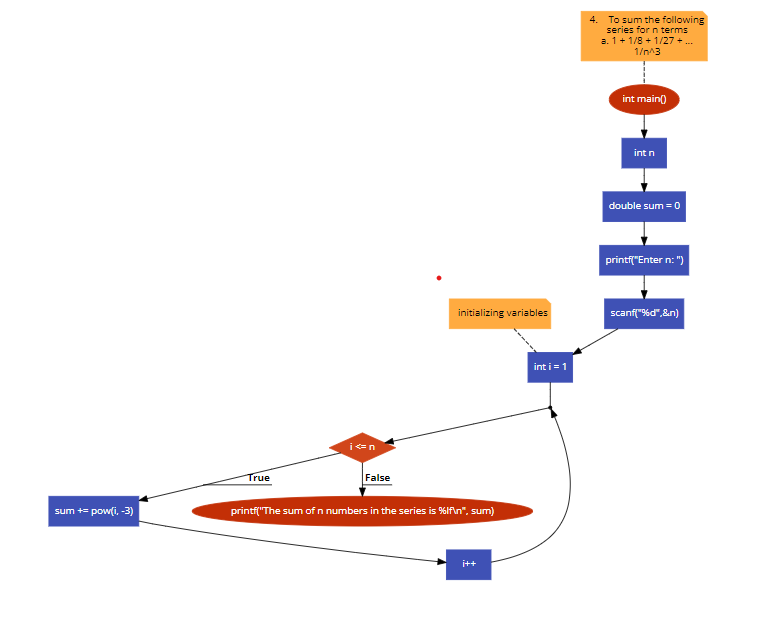 4. To sum the following
series for n terms
a. 1 + 1/8 + 1/27 + ...
1/n^3
int main()
int n
double sum = 0
printf("Enter n: ")
scanf("%d",&n)
initializing variables
int i = 1
i <= n
True
False
sum += pow(i, -3)
printf("The sum of n numbers in the series is %lf\n", sum)
i++